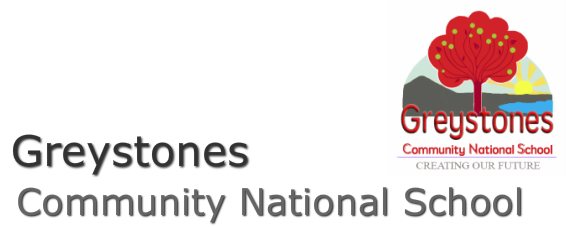 Greystones
Community National School
CREATING OUR FUTURE
Greystones
Community National School